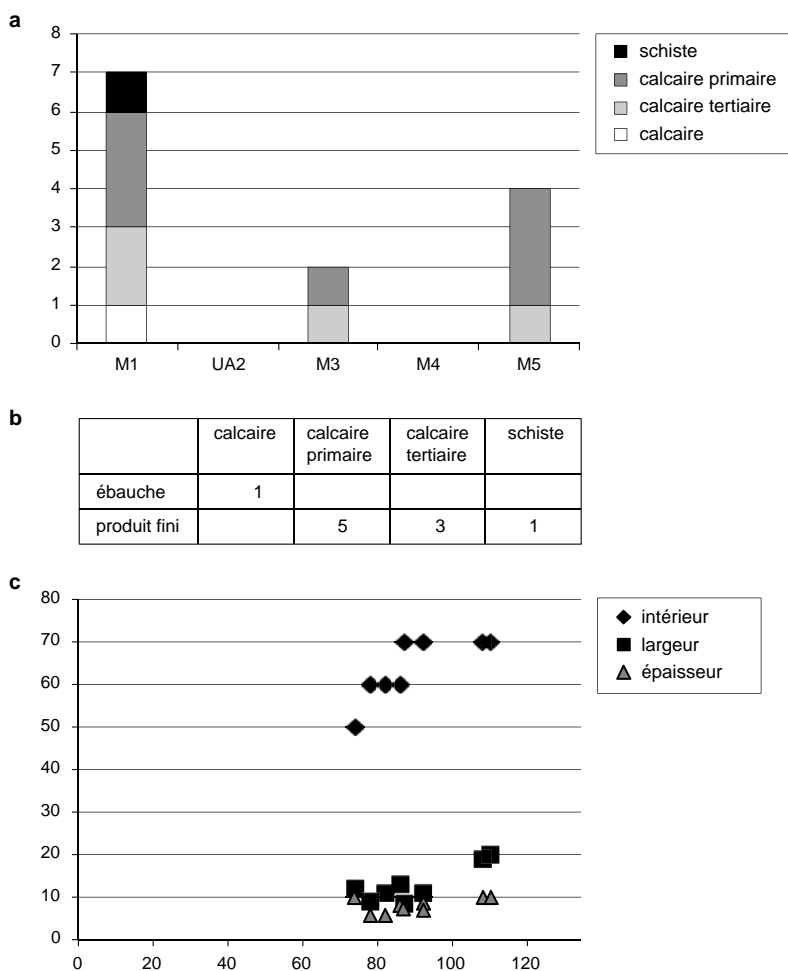 a
8
7
6
5
4
3
2
1
0
M1 UA2 M3 M4 M5
schiste
calcaire primaire
calcaire tertiaire
calcaire
b
calcaire calcaire primaire calcaire tertiaire schiste
ébauche 1
produit fini 5 3 1
c
80
70
60
50
40
30
20
10
0
0 20 40 60 80 100 120
intérieur
largeur
épaisseur